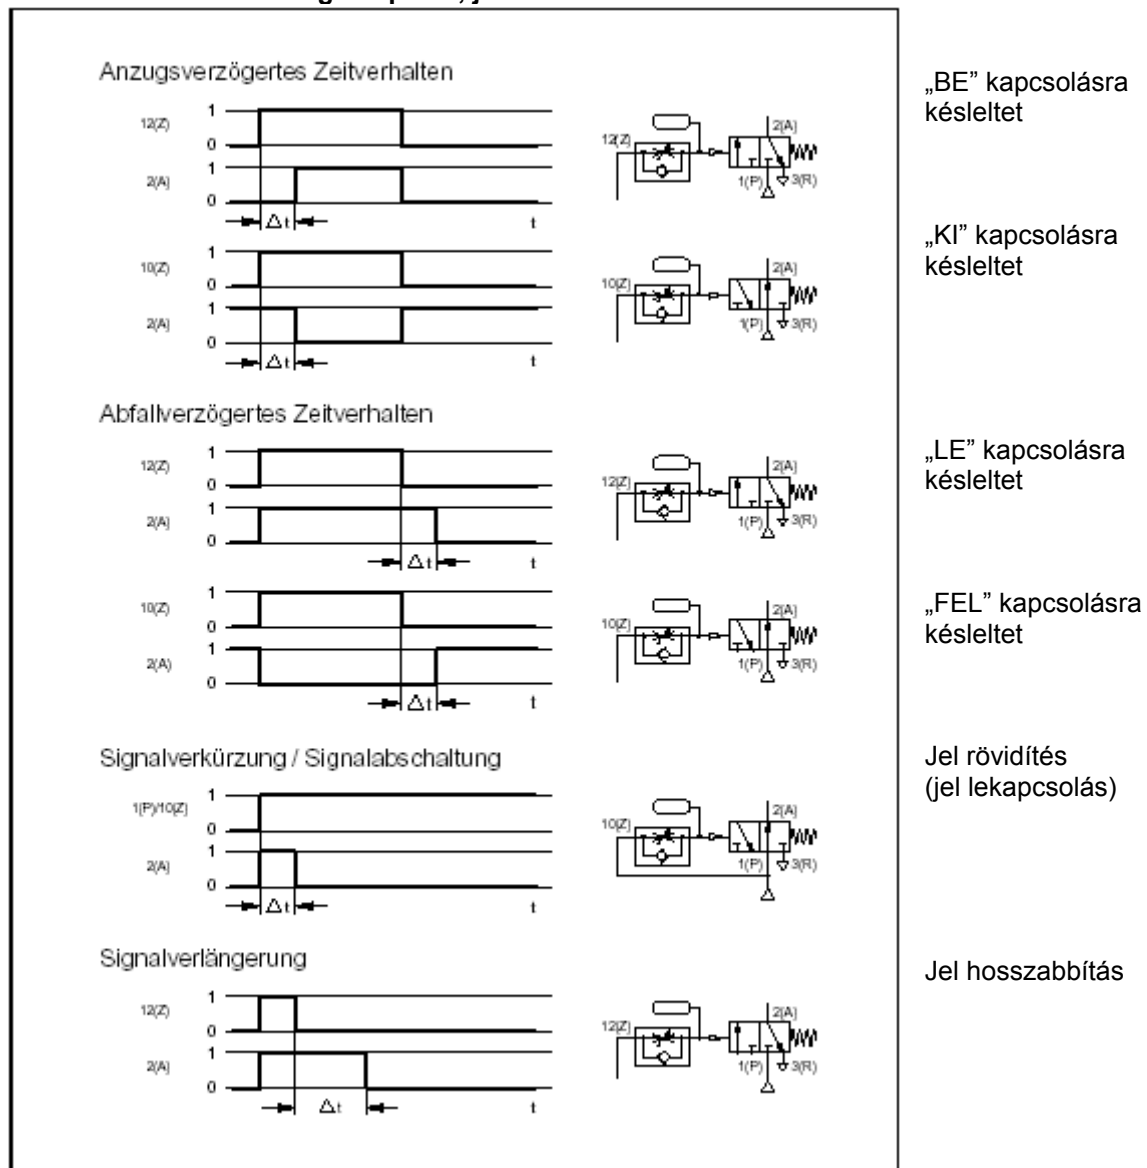 Anzugsverzögertes Zeitverhalten
„BE” kapcsolásra
késleltet
12(Z) 1 0
2(A) 1 0
Δt t
12(Z) 2(A) 1(P) 3(R)
„KI” kapcsolásra
késleltet
10(Z) 1 0
2(A) 1 0
Δt t
10(Z) 2(A) 1(P) 3(R)
Abfallverzögertes Zeitverhalten
„LE” kapcsolásra
késleltet
12(Z) 1 0
2(A) 1 0
Δt t
12(Z) 2(A) 1(P) 3(R)
„FEL” kapcsolásra
késleltet
10(Z) 1 0
2(A) 1 0
Δt t
10(Z) 2(A) 1(P) 3(R)
Signalverkürzung / Signalabschaltung
Jel rövidítés
(jel lekapcsolás)
1(P)/10(Z) 1 0
2(A) 1 0
Δt t
10(Z) 2(A) 1(P) 3(R)
Signalverlängerung
Jel hosszabbítás
12(Z) 1 0
2(A) 1 0
Δt t
12(Z) 2(A) 1(P) 3(R)